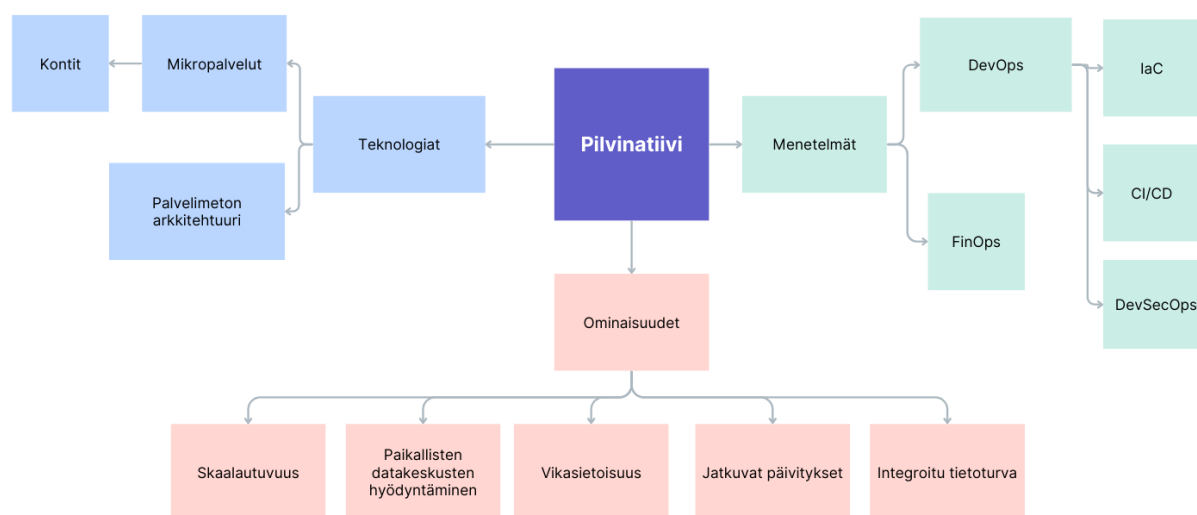 Kontit
Mikropalvelut
DevOps
IaC
Teknologiat
Pilvinatiivi
Menetelmät
Palvelimeton
arkkitehtuuri
CI/CD
FinOps
DevSecOps
Ominaisuudet
Skaalautuvuus
Paikallisten
datakeskusten
hyödyntäminen
Vikasietoisuus
Jatkuvat päivitykset
Integroitu tietoturva